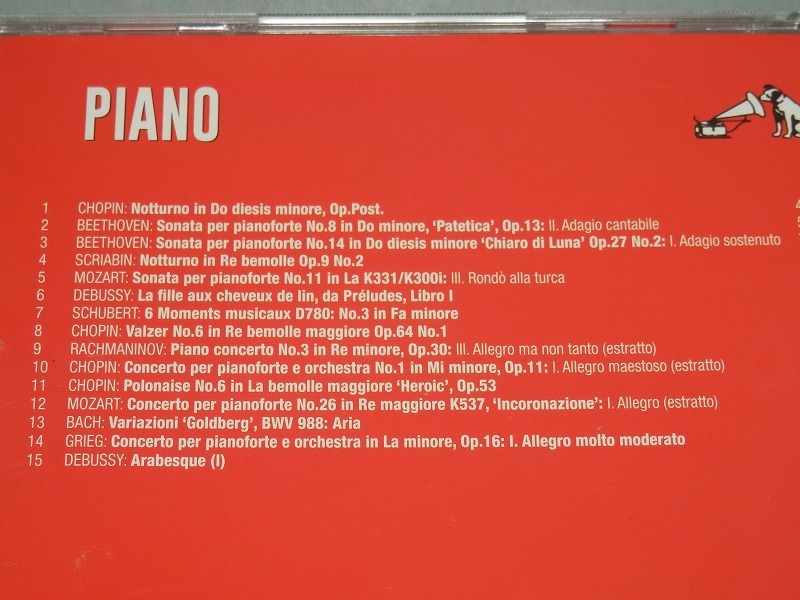 PIANO
1 CHOPIN: Notturno in Do diesis minore, Op.Post.
2 BEETHOVEN: Sonata per pianoforte No.8 in Do minore, ‘Patetica’, Op.13: II. Adagio cantabile
3 BEETHOVEN: Sonata per pianoforte No.14 in Do diesis minore ‘Chiaro di Luna’ Op.27 No.2: I. Adagio sostenuto
4 SCRIABIN: Notturno in Re bemolle Op.9 No.2
5 MOZART: Sonata per pianoforte No.11 in La K331/K300i: III. Rondò alla turca
6 DEBUSSY: La fille aux cheveux de lin, da Préludes, Libro I
7 SCHUBERT: 6 Moments musicaux D780: No.3 in Fa minore
8 CHOPIN: Valzer No.6 in Re bemolle maggiore Op.64 No.1
9 RACHMANINOV: Piano concerto No.3 in Re minore, Op.30: III. Allegro ma non tanto (estratto)
10 CHOPIN: Concerto per pianoforte e orchestra No.1 in Mi minore, Op.11: I. Allegro maestoso (estratto)
11 CHOPIN: Polonaise No.6 in La bemolle maggiore ‘Heroic’, Op.53
12 MOZART: Concerto per pianoforte No.26 in Re maggiore K537, ‘Incoronazione’: I. Allegro (estratto)
13 BACH: Variazioni ‘Goldberg’, BWV 988: Aria
14 GRIEG: Concerto per pianoforte e orchestra in La minore, Op.16: I. Allegro molto moderato
15 DEBUSSY: Arabesque (I)